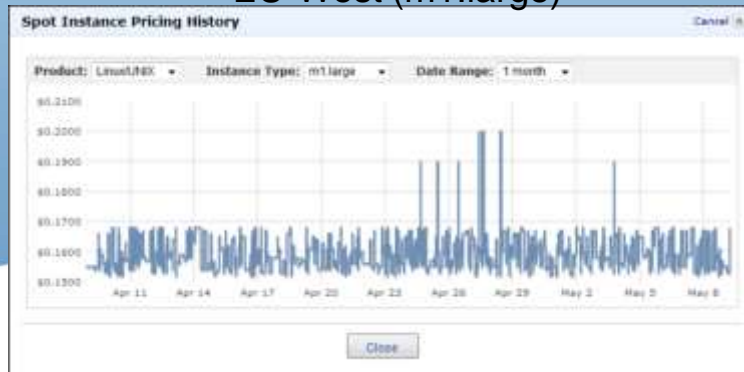 (m1.large)
Spot Instance Pricing History
Cancel
Product: Linux/UNIX Instance Type: m1.large Date Range: 1 month
$0.2100
$0.2000
$0.1900
$0.1800
$0.1700
$0.1600
$0.1500
Apr 11 Apr 14 Apr 17 Apr 20 Apr 23 Apr 26 Apr 29 May 2 May 5 May 8
Close